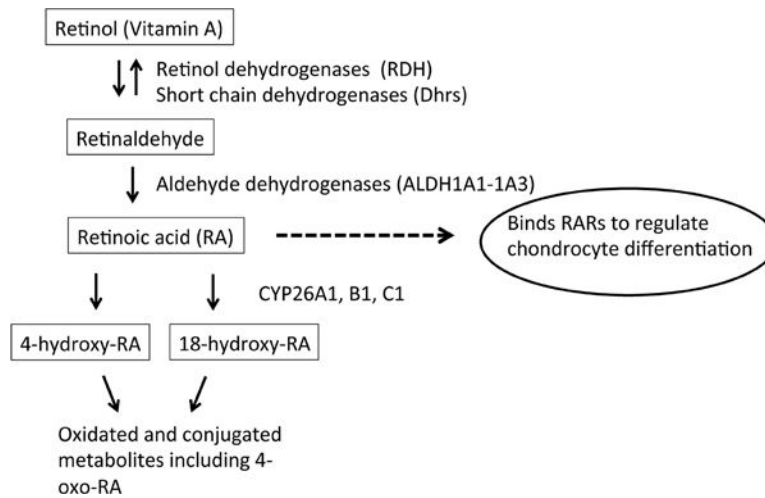 Retinol (Vitamin A)
Retinol dehydrogenases (RDH)
Short chain dehydrogenases (Dhrs)
Retinaldehyde
Aldehyde dehydrogenases (ALDH1A1-1A3)
Retinoic acid (RA)
Binds RARs to regulate
chondrocyte differentiation
CYP26A1, B1, C1
4-hydroxy-RA
18-hydroxy-RA
Oxidated and conjugated
metabolites including 4-
oxo-RA